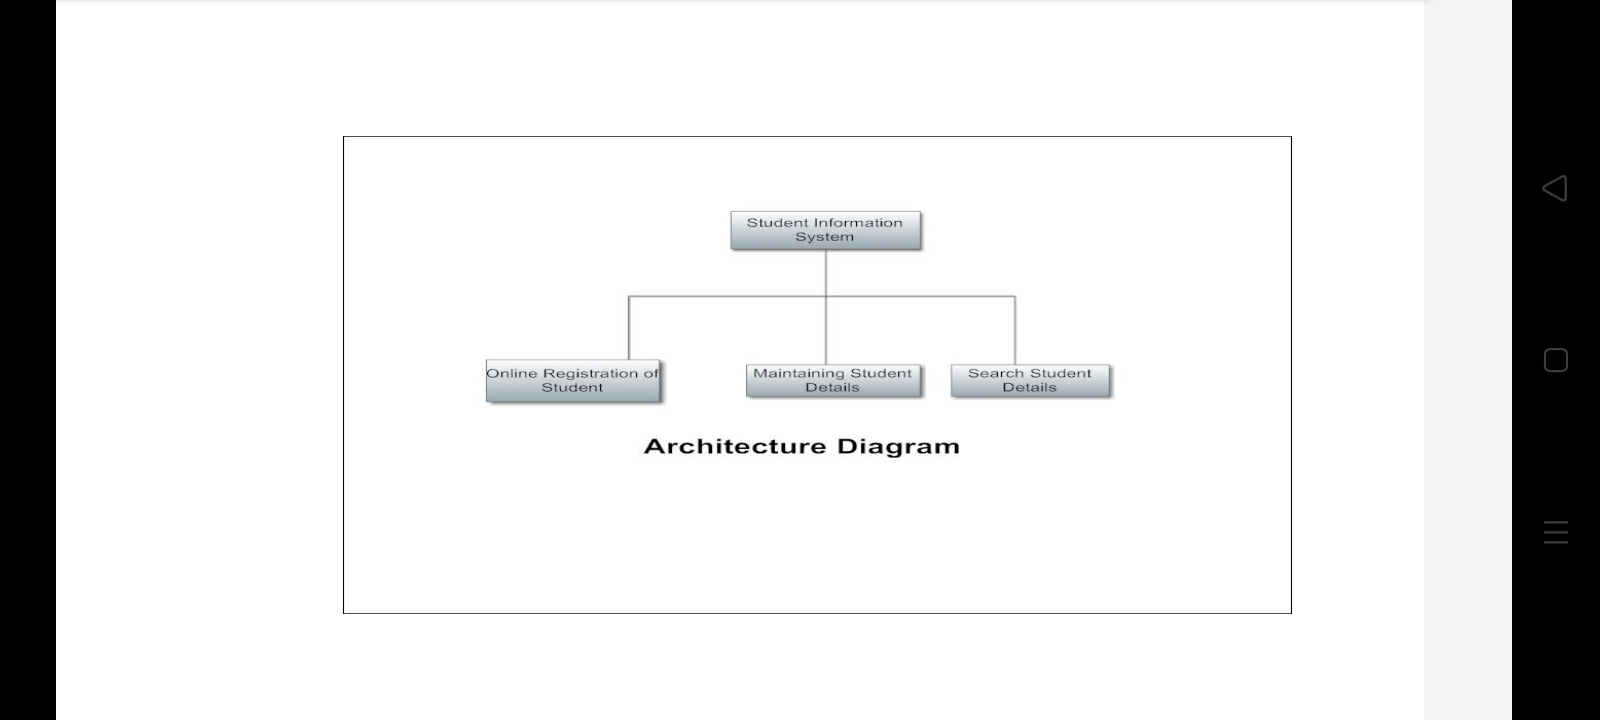 Student Information
System
Online Registration of
Student
Maintaining Student
Details
Search Student
Details
Architecture Diagram